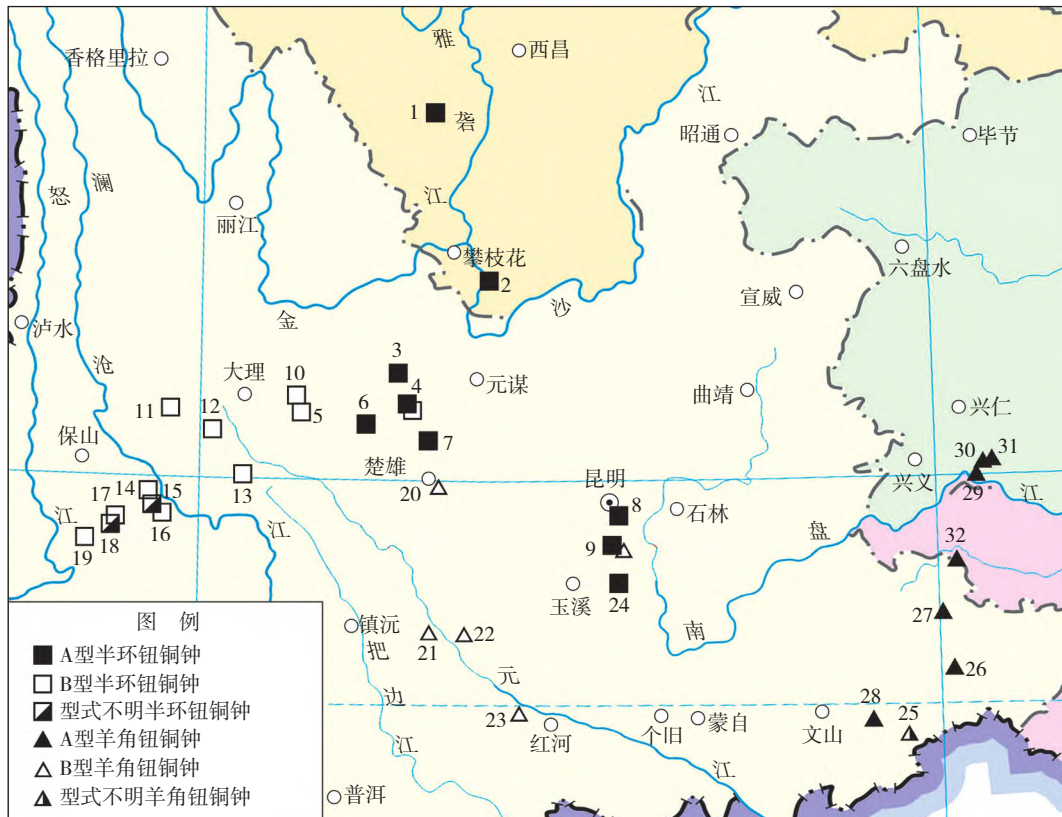 雅
西昌
香格里拉
1
砻
江
昭通
毕节
怒
澜
江
丽江
攀枝花
2
六盘水
宣威
沙
金
泸水
沧
3
元谋
大理
10
4
曲靖
11
12
5
6
兴仁
7
保山
楚雄
30
31
兴义
昆明
20
29
江
13
14
15
17
8
石林
江
18
16
江
盘
19
9
32
玉溪
24
27
图 例
镇沅
21
22
南
A型半环钮铜钟
把
26
B型半环钮铜钟
元
边
28
25
型式不明半环钮铜钟
23
红河
个旧
蒙自
文山
A型羊角钮铜钟
江
江
B型羊角钮铜钟
普洱
型式不明羊角钮铜钟